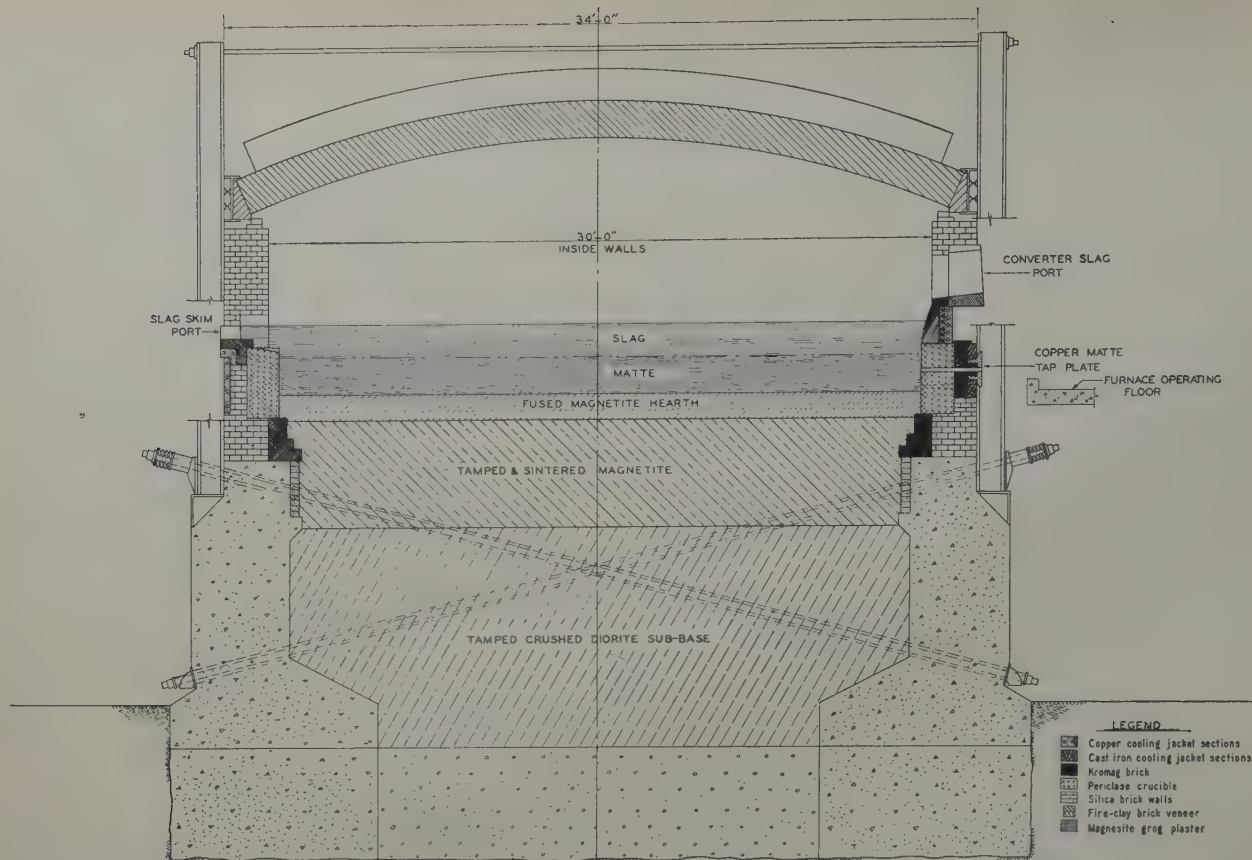 34'-0"
30'-0"
INSIDE WALLS
CONVERTER SLAG
PORT
SLAG SKIM
PORT
SLAG
COPPER MATTE
TAP PLATE
MATTE
FURNACE OPERATING
FLOOR
FUSED MAGNETITE HEARTH
TAMPED & SINTERED MAGNETITE
TAMPED CRUSHED DIORITE SUB-BASE
LEGEND
Copper cooling jacket sections
Cast iron cooling jacket sections
Kromag brick
Periclase crucible
Silica brick walls
Fire-clay brick veneer
Magnesite grog plaster